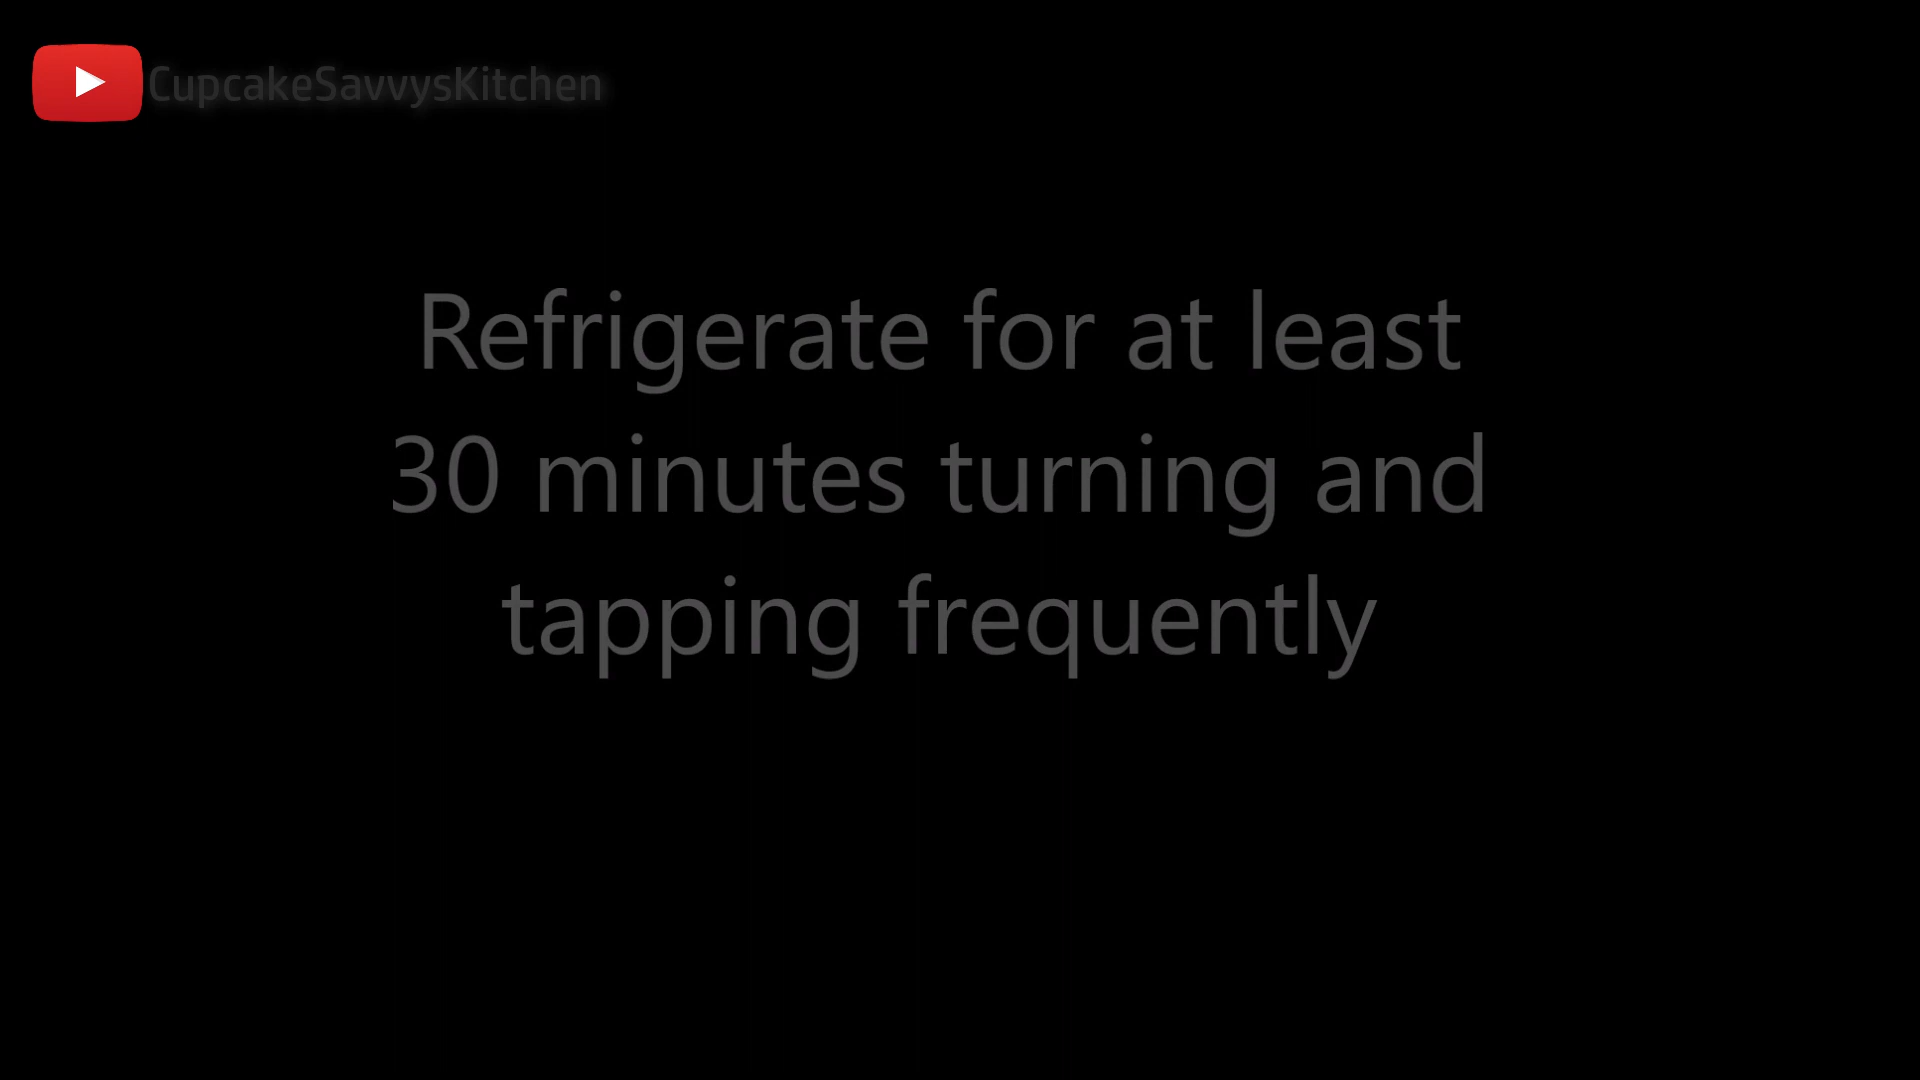 CupcakeSavvysKitchen
Refrigerate for at least
30 minutes turning and
tapping frequently